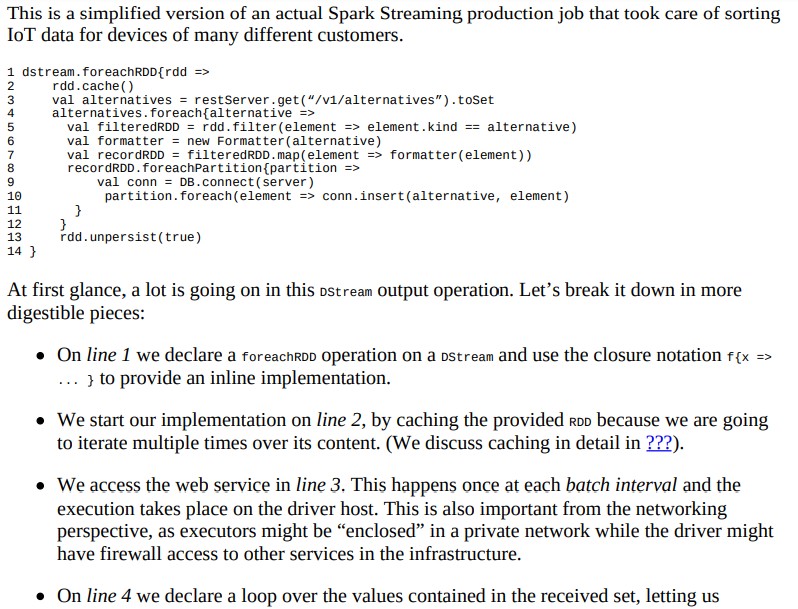 This is a simplified version of an actual Spark Streaming production job that took care of sorting
IoT data for devices of many different customers.
1 dstream.foreachRDD{rdd =>
2     rdd.cache()
3     val alternatives = restServer.get(“/v1/alternatives”).toSet
4     alternatives.foreach{alternative =>
5       val filteredRDD = rdd.filter(element => element.kind == alternative)
6       val formatter = new Formatter(alternative)
7       val recordRDD = filteredRDD.map(element => formatter(element))
8       recordRDD.foreachPartition{partition =>
9           val conn = DB.connect(server)
10           partition.foreach(element => conn.insert(alternative, element)
11       }
12     }
13     rdd.unpersist(true)
14 }
At first glance, a lot is going on in this DStream output operation. Let’s break it down in more
digestible pieces:
• On line 1 we declare a foreachRDD operation on a DStream and use the closure notation f{x =>
... } to provide an inline implementation.
• We start our implementation on line 2, by caching the provided RDD because we are going
to iterate multiple times over its content. (We discuss caching in detail in ???).
• We access the web service in line 3. This happens once at each batch interval and the
execution takes place on the driver host. This is also important from the networking
perspective, as executors might be “enclosed” in a private network while the driver might
have firewall access to other services in the infrastructure.
• On line 4 we declare a loop over the values contained in the received set, letting us